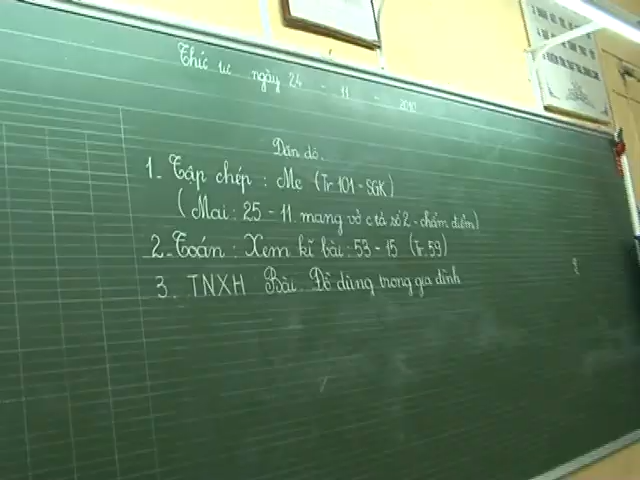 Thứ tư ngày 24 - 11 - 2010
Dặn dò.
1. Tập chép : Mẹ (Tr 101 - SGK)
(Mai : 25 - 11. mang vở c tả số 2 - chấm điểm)
2. Toán : Xem kĩ bài : 53 - 15 (Tr. 59)
3. TNXH Bài. Đồ dùng trong gia đình